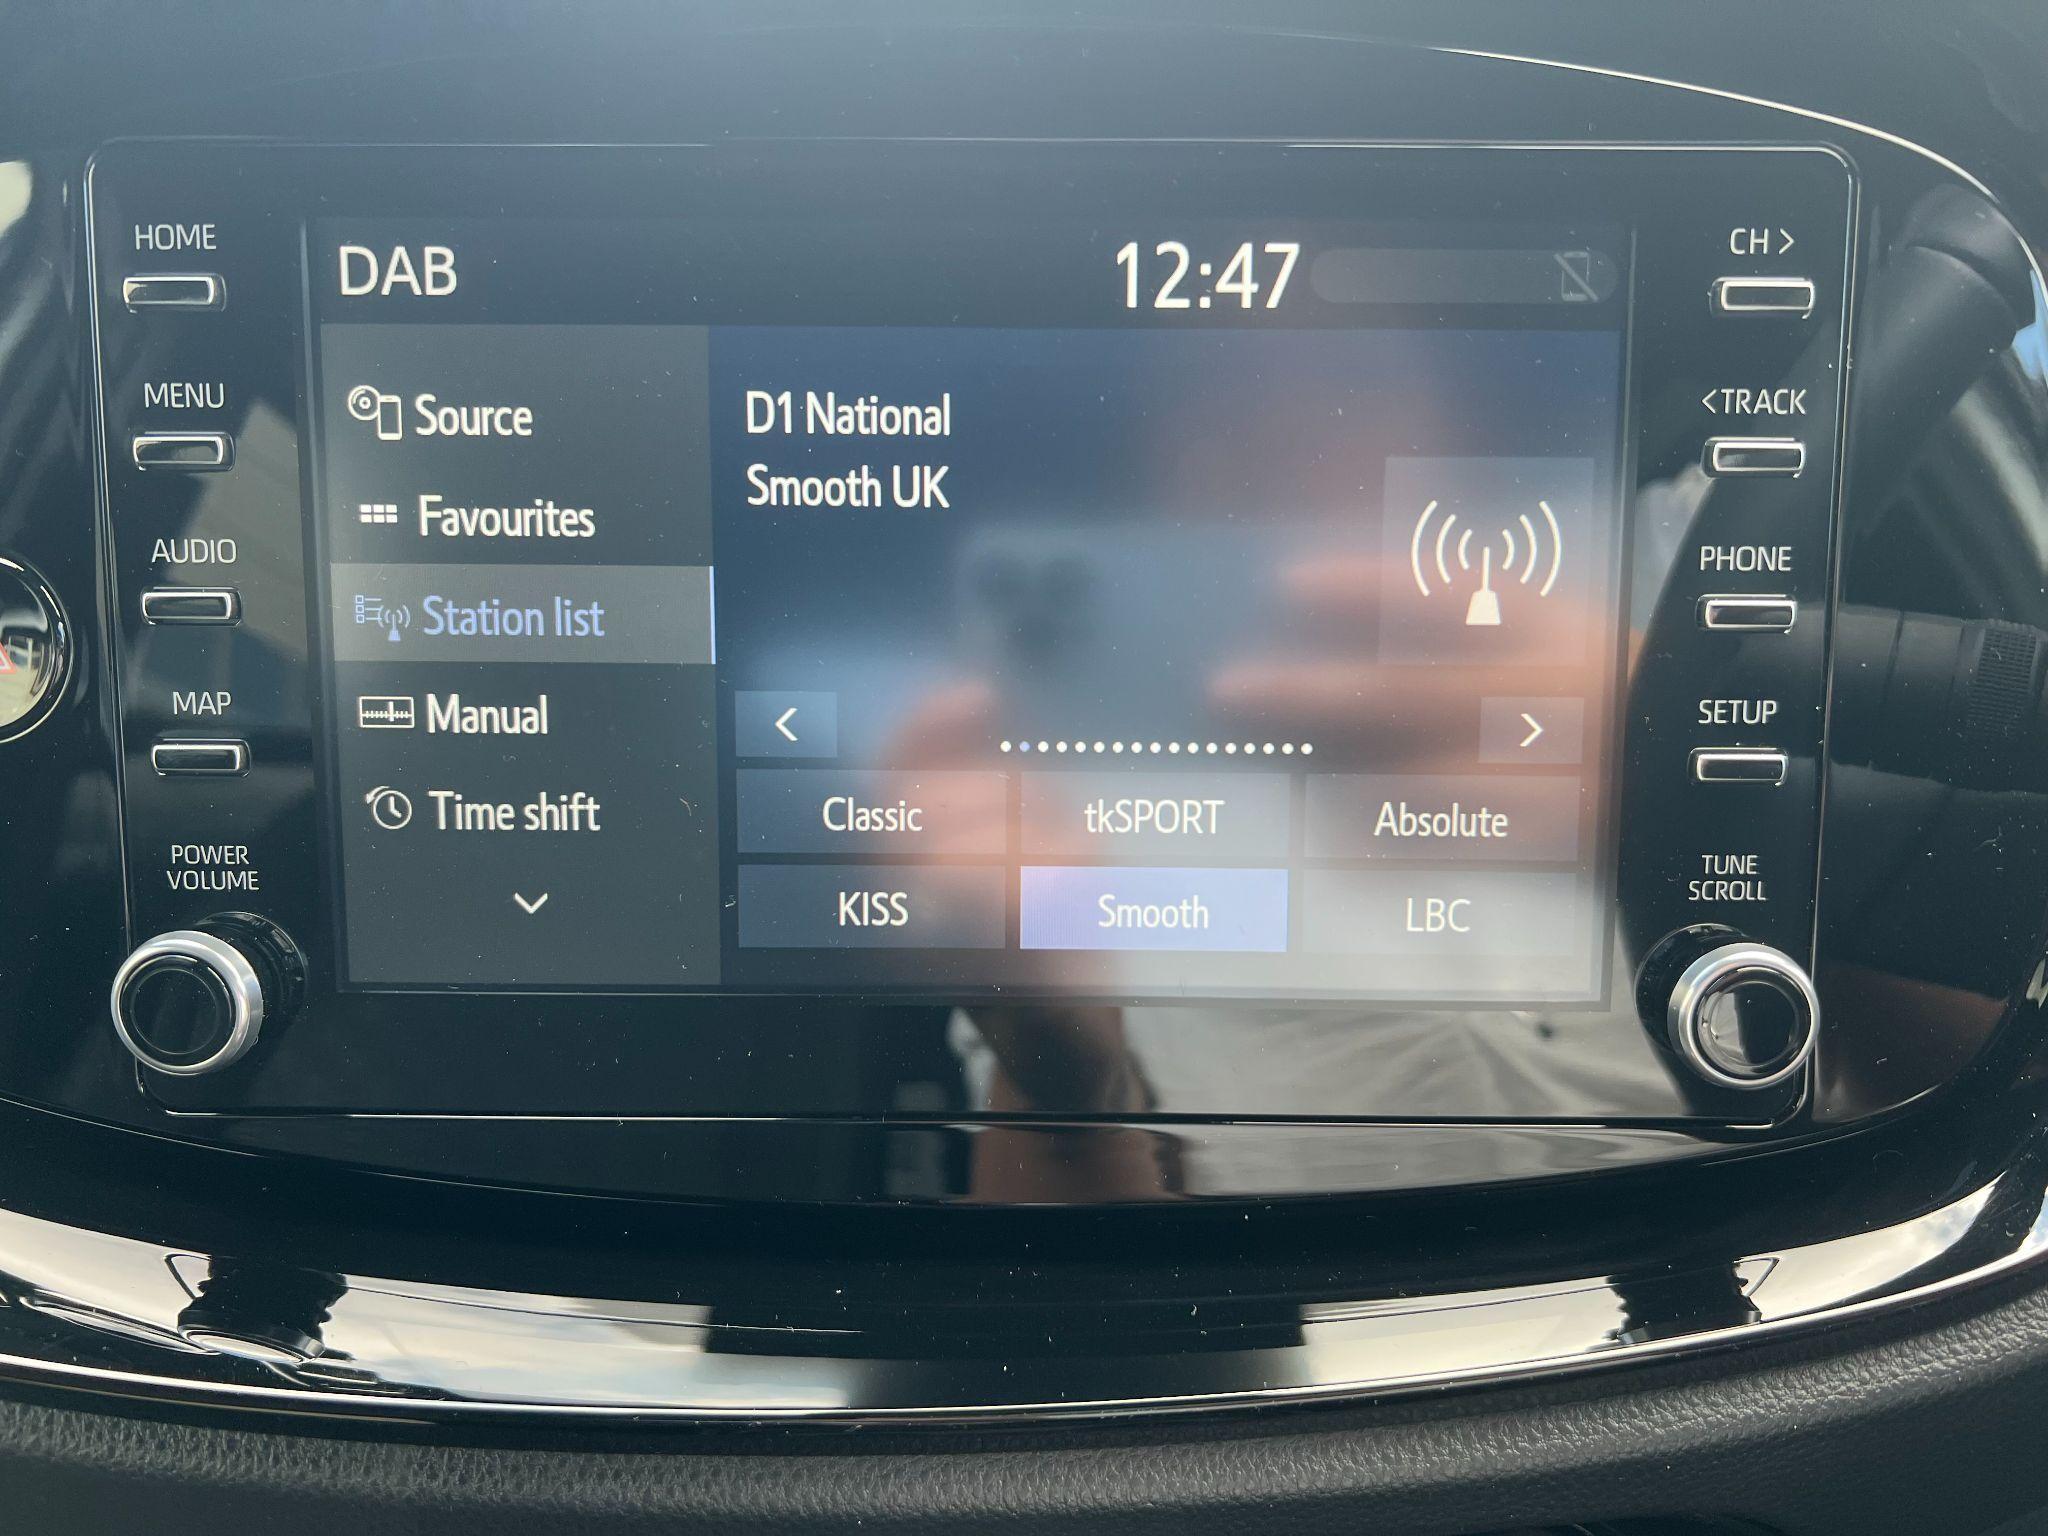 HOME
MENU
AUDIO
MAP
POWER
VOLUME
DAB
12:47
Source
Favourites
Station list
Manual
Time shift
D1 National
Smooth UK
Classic
tkSPORT
Absolute
KISS
Smooth
LBC
CH >
<TRACK
PHONE
SETUP
TUNE
SCROLL